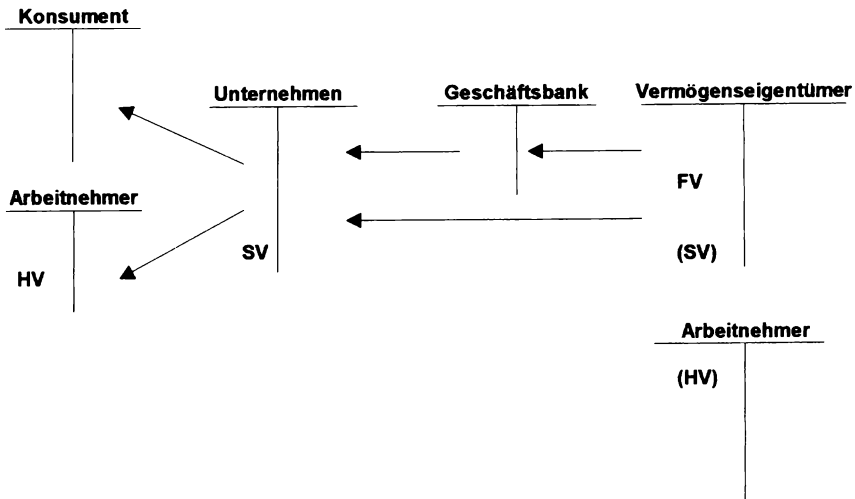 Konsument
Unternehmen
Geschäftsbank
Vermögenseigentümer
FV
Arbeitnehmer
SV
(SV)
HV
Arbeitnehmer
(HV)